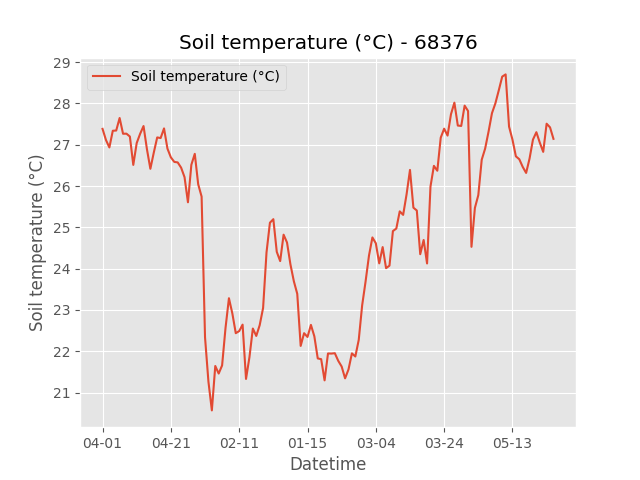 Soil temperature (°C) - 68376
Soil temperature (°C)
Soil temperature (°C)
29
28
27
26
25
24
23
22
21
04-01 04-21 02-11 01-15 03-04 03-24 05-13
Datetime